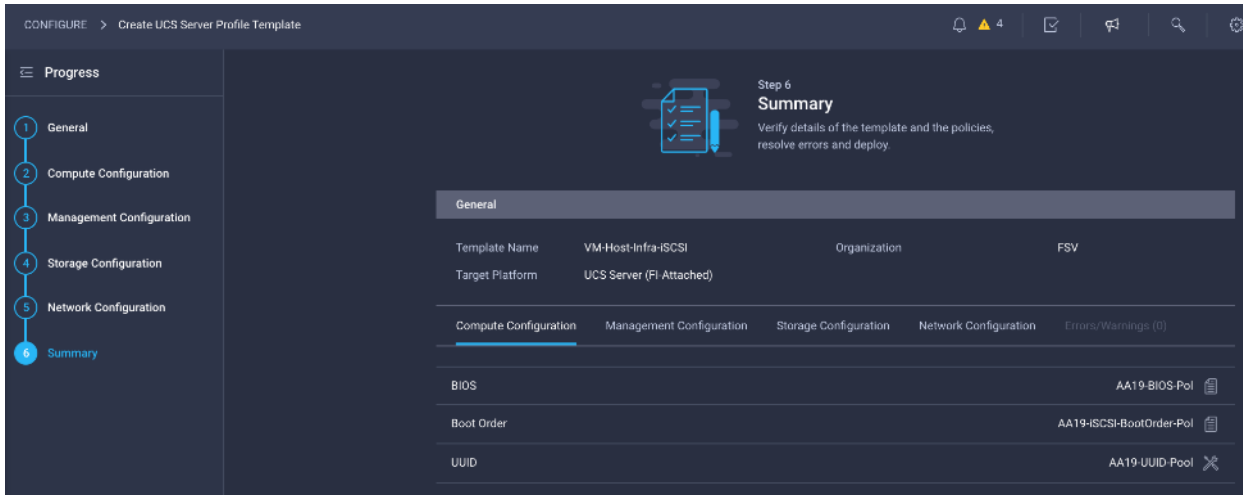 CONFIGURE > Create UCS Server Profile Template
4
Progress
1 General
2 Compute Configuration
3 Management Configuration
4 Storage Configuration
5 Network Configuration
6 Summary
Step 6
Summary
Verify details of the template and the policies,
resolve errors and deploy.
General
Template Name VM-Host-Infra-iSCSI Organization FSV
Target Platform UCS Server (FI-Attached)
Compute Configuration Management Configuration Storage Configuration Network Configuration Errors/Warnings (0)
BIOS AA19-BIOS-Pol
Boot Order AA19-iSCSI-BootOrder-Pol
UUID AA19-UUID-Pool